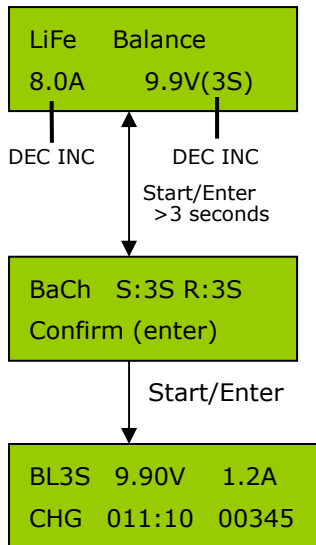 LiFe Balance
8.0A 9.9V(3S)
DEC INC DEC INC
Start/Enter
>3 seconds
BaCh S:3S R:3S
Confirm (enter)
Start/Enter
BL3S 9.90V 1.2A
CHG 011:10 00345